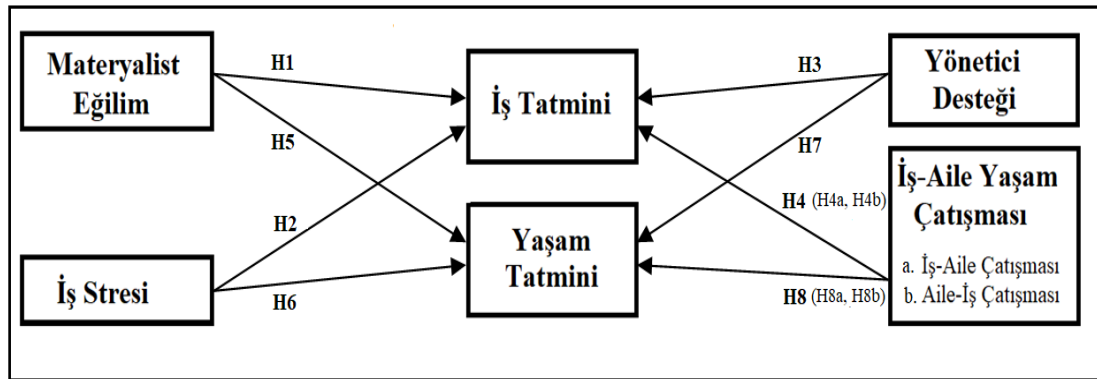 Materyalist
Eğilim
İş Stresi
H1
H5
H2
H6
İş Tatmini
Yaşam
Tatmini
H3
H7
H4 (H4a, H4b)
H8 (H8a, H8b)
Yönetici
Desteği
İş-Aile Yaşam
Çatışması
a. İş-Aile Çatışması
b. Aile-İş Çatışması